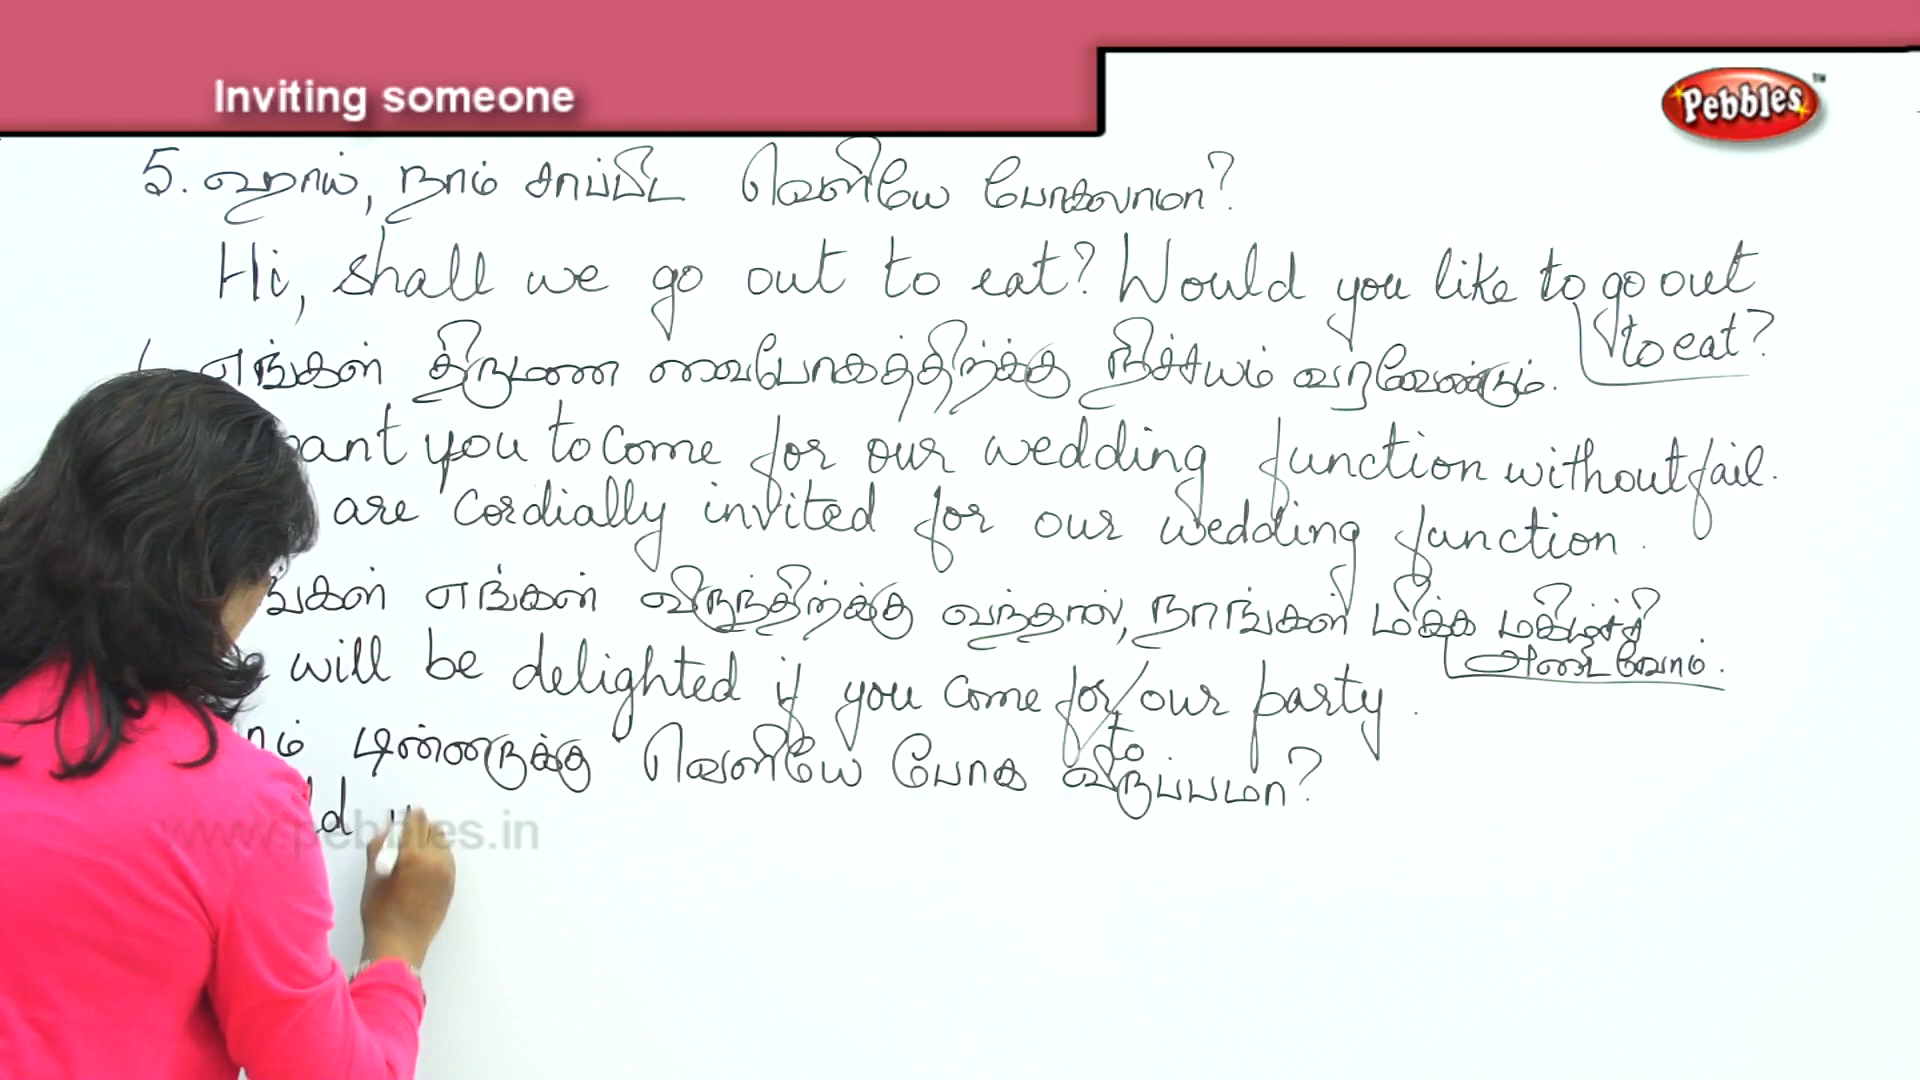 Inviting someone
Pebbles
5. ஹாய், நாம் சாப்பிட வெளியே போகலாமா?
Hi, shall we go out to eat? Would you like to go out
to eat?
எங்கள் திருமண வைபோகத்திற்க்கு நிச்சயம் வரவேண்டும்.
ant you to come for our wedding function without fail.
are cordially invited for our wedding function.
ங்கள் எங்கள் விருந்திற்க்கு வந்தால், நாங்கள் மிக்க மகிழ்ச்சி
அடைவோம்.
will be delighted if you come for/our party.
to
ாம் டின்னருக்கு வெளியே போக விருப்பமா?
ld y
www.pebbles.in